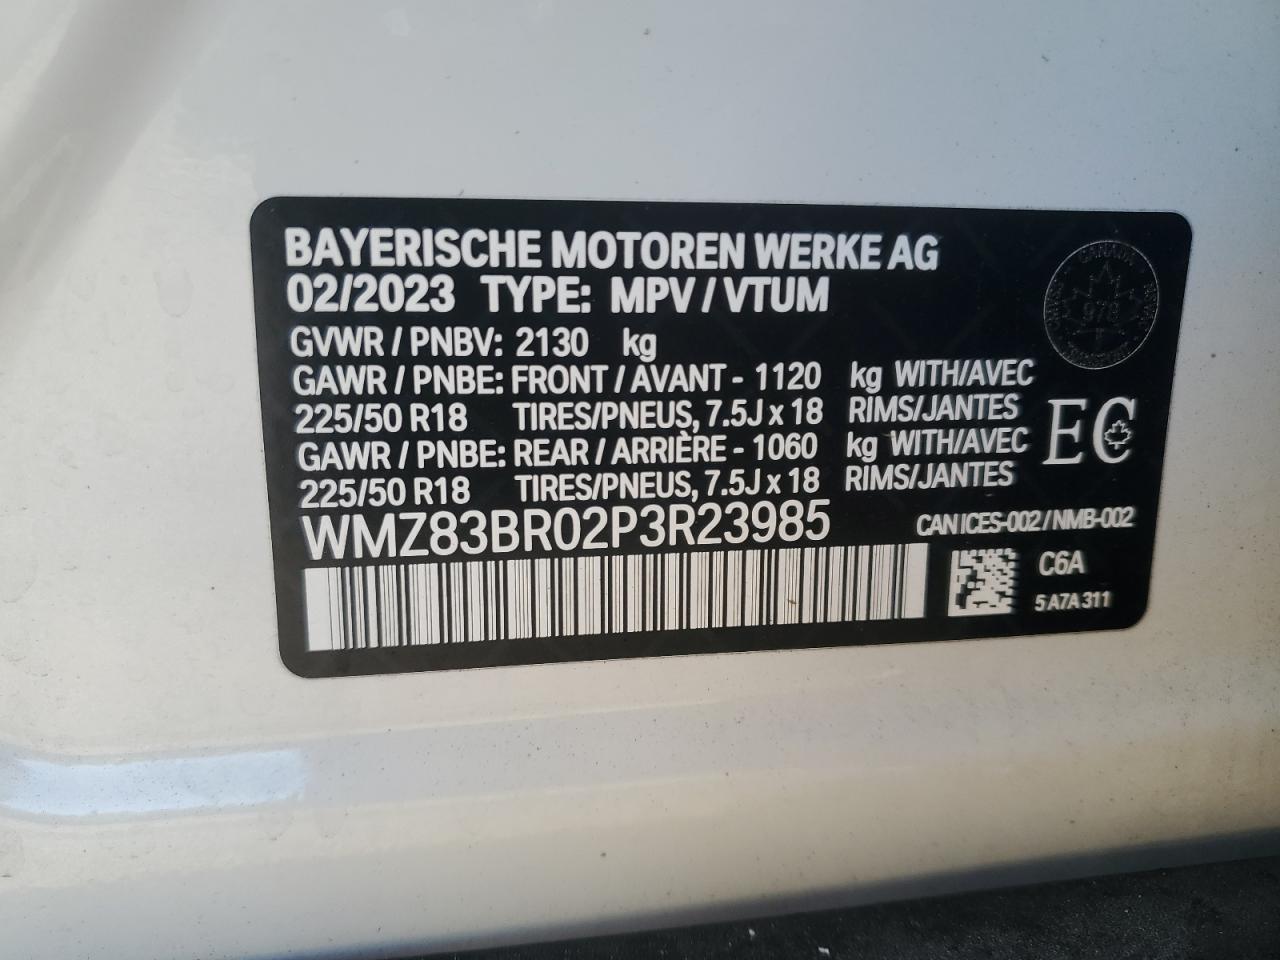 BAYERISCHE MOTOREN WERKE AG
02/2023 TYPE: MPV / VTUM
GVWR / PNBV: 2130 kg
GAWR / PNBE: FRONT / AVANT - 1120 kg WITH/AVEC
225/50 R18 TIRES/PNEUS, 7.5J x 18 RIMS/JANTES
GAWR / PNBE: REAR / ARRIÈRE - 1060 kg WITH/AVEC
225/50 R18 TIRES/PNEUS, 7.5J x 18 RIMS/JANTES
WMZ83BR02P3R23985
CANADA
978
TRANSPORT
EC
CAN ICES-002 / NMB-002
C6A
5 A7A 311